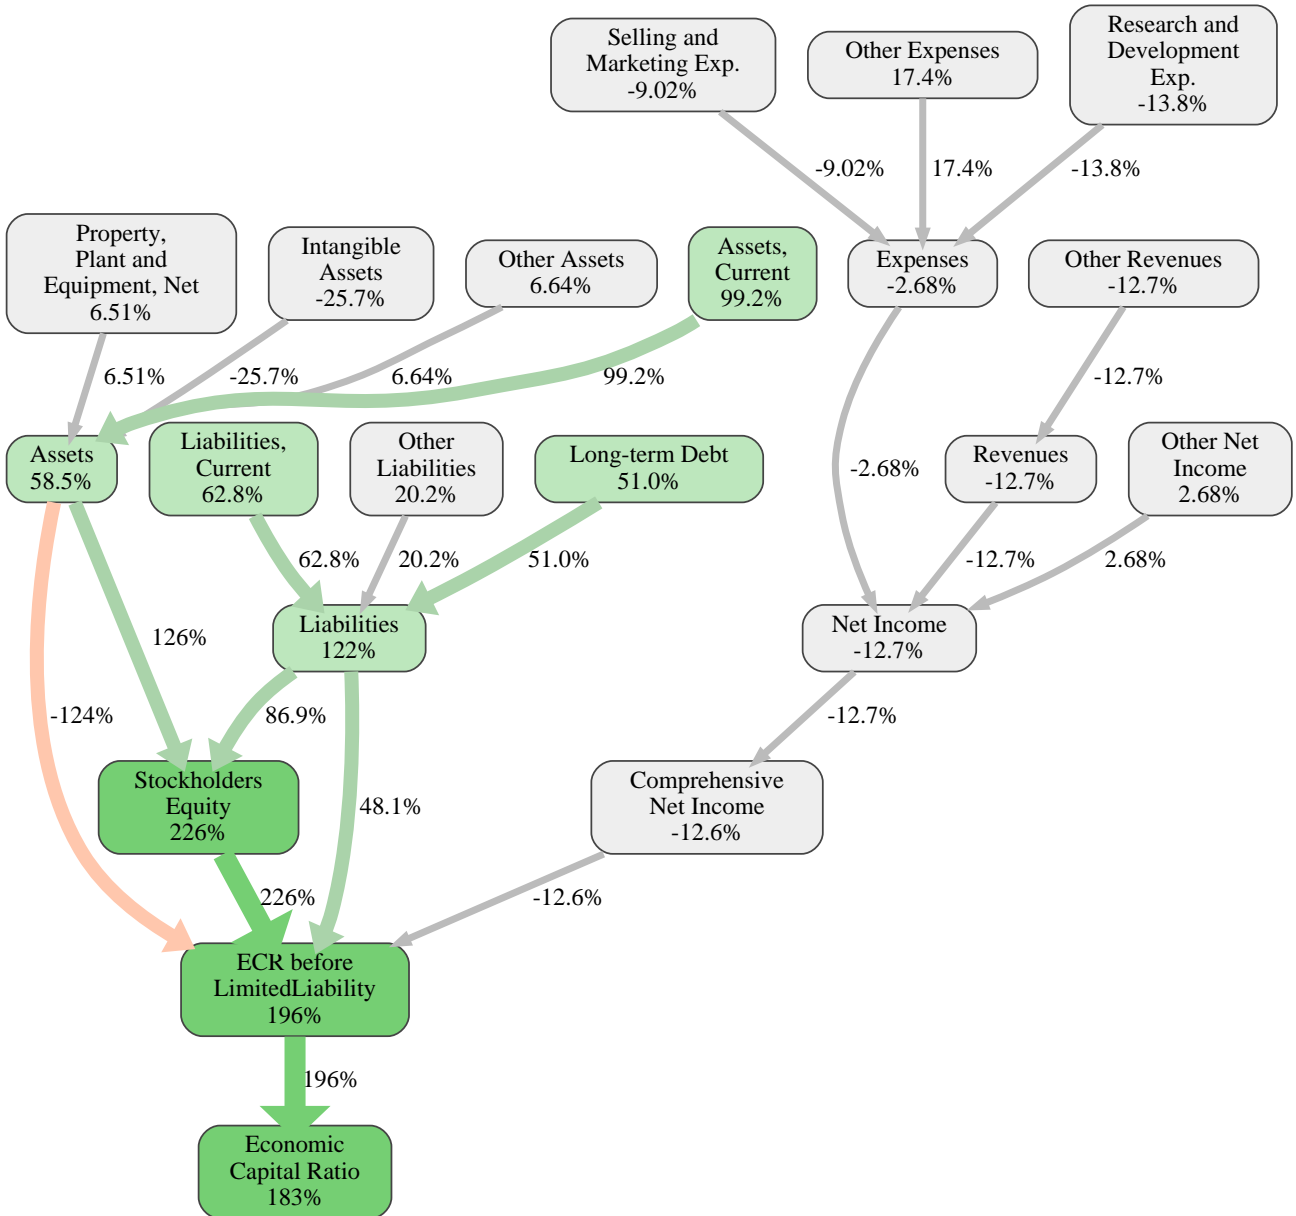 Selling and
Marketing Exp.
-9.02%
Other Expenses
17.4%
Research and
Development
Exp.
-13.8%
-9.02%
17.4%
-13.8%
Property,
Plant and
Equipment, Net
6.51%
Intangible
Assets
-25.7%
Other Assets
6.64%
Assets,
Current
99.2%
Expenses
-2.68%
Other Revenues
-12.7%
6.51%
-25.7%
6.64%
99.2%
-12.7%
Assets
58.5%
Liabilities,
Current
62.8%
Other
Liabilities
20.2%
Long-term Debt
51.0%
-2.68%
Revenues
-12.7%
Other Net
Income
2.68%
62.8%
20.2%
51.0%
-12.7%
2.68%
126%
Liabilities
122%
Net Income
-12.7%
-124%
86.9%
-12.7%
Stockholders
Equity
226%
48.1%
Comprehensive
Net Income
-12.6%
226%
-12.6%
ECR before
LimitedLiability
196%
196%
Economic
Capital Ratio
183%